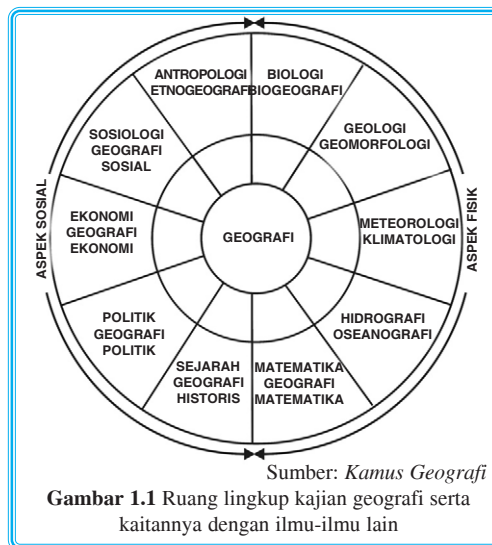 ANTROPOLOGI
ETNOGEOGRAFI
BIOLOGI
BIOGEOGRAFI
GEOLOGI
GEOMORFOLOGI
METEOROLOGI
KLIMATOLOGI
HIDROGRAFI
OSEANOGRAFI
MATEMATIKA
GEOGRAFI
MATEMATIKA
SEJARAH
GEOGRAFI
HISTORIS
POLITIK
GEOGRAFI
POLITIK
EKONOMI
GEOGRAFI
EKONOMI
SOSIOLOGI
GEOGRAFI
SOSIAL
GEOGRAFI
ASPEK SOSIAL
ASPEK FISIK
Sumber: Kamus Geografi
Gambar 1.1 Ruang lingkup kajian geografi serta
kaitannya dengan ilmu-ilmu lain